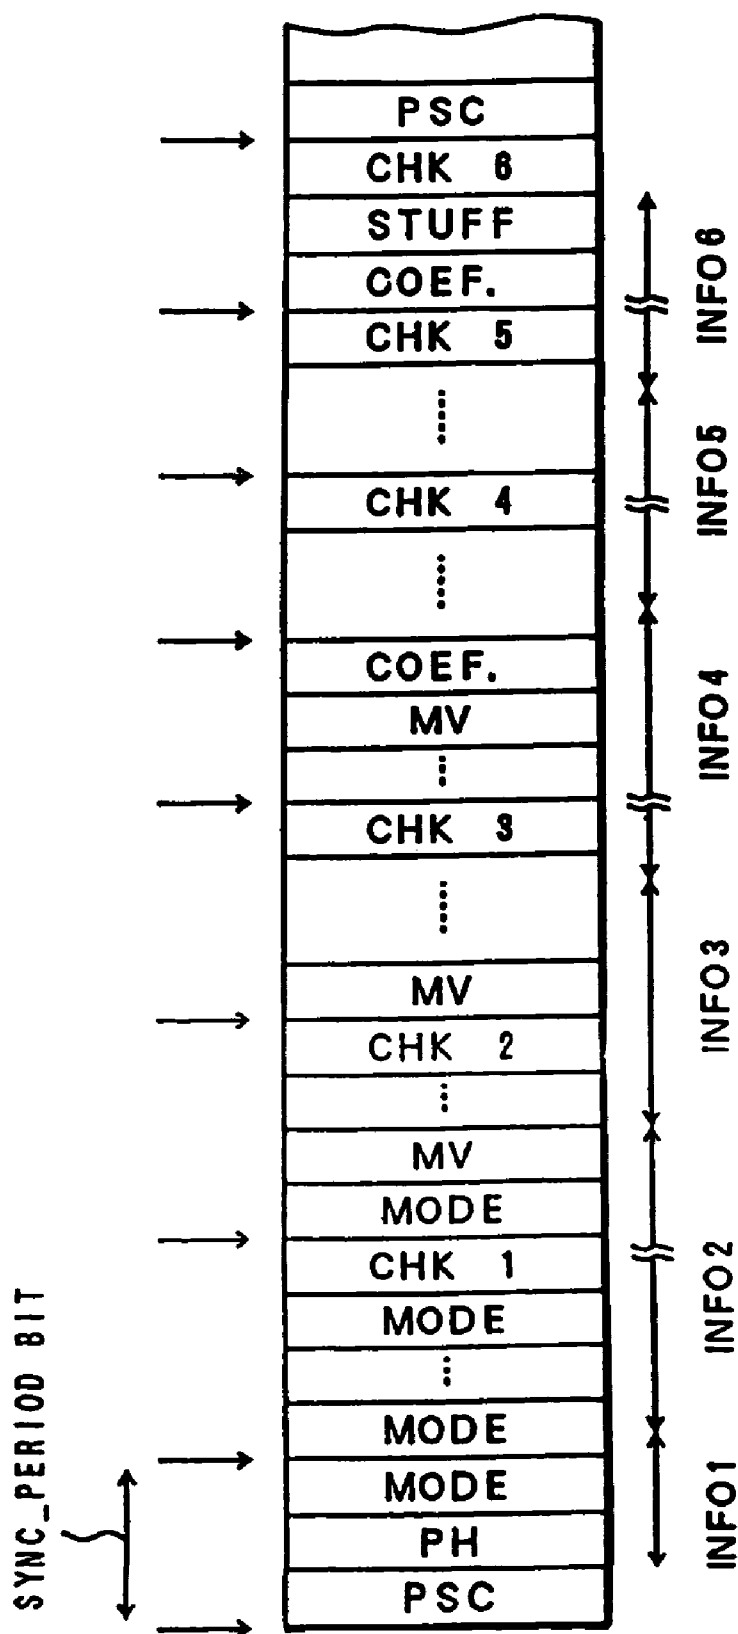 PSC
CHK 6
STUFF
COEF.
CHK 5
......
CHK 4
......
COEF.
MV
...
CHK 3
......
MV
CHK 2
...
MV
MODE
CHK 1
MODE
...
MODE
MODE
PH
PSC
INFO6
INFO5
INFO4
INFO3
INFO2
INFO1
SYNC_PERIOD BIT